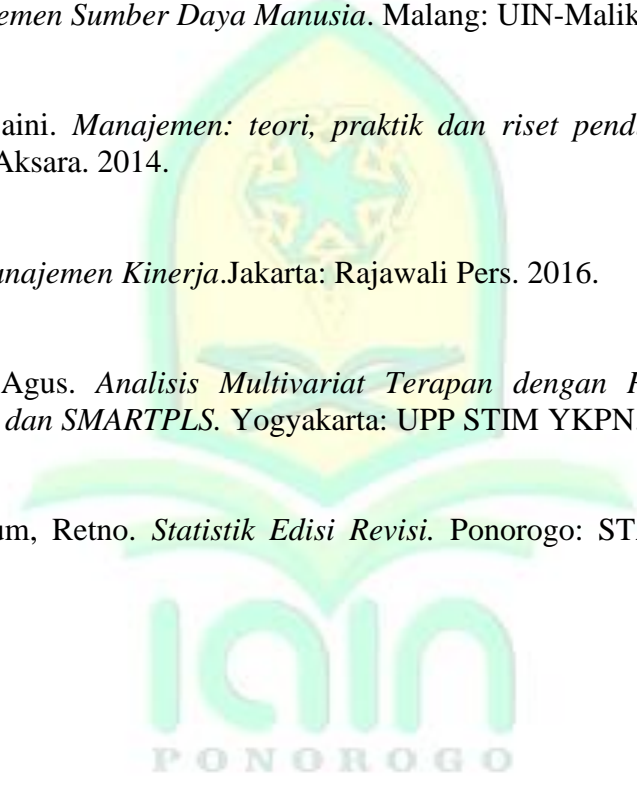 emen Sumber Daya Manusia. Malang: UIN-Malik
aini. Manajemen: teori, praktik dan riset pend
Aksara. 2014.
anajemen Kinerja.Jakarta: Rajawali Pers. 2016.
Agus. Analisis Multivariat Terapan dengan
dan SMARTPLS. Yogyakarta: UPP STIM YKPN.
um, Retno. Statistik Edisi Revisi. Ponorogo:
iain
PONOROGO